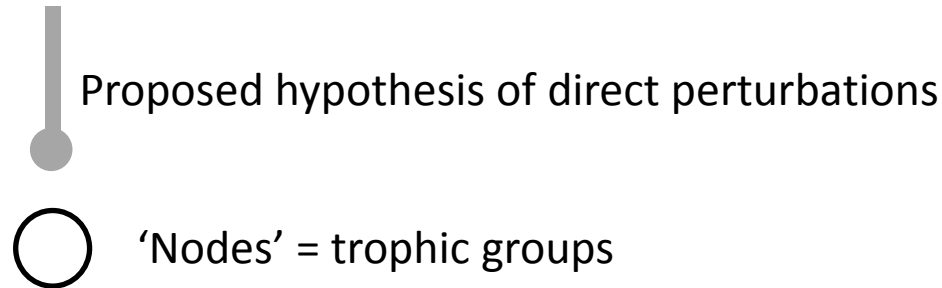 Proposed hypothesis of direct perturbations
‘Nodes’ = trophic groups